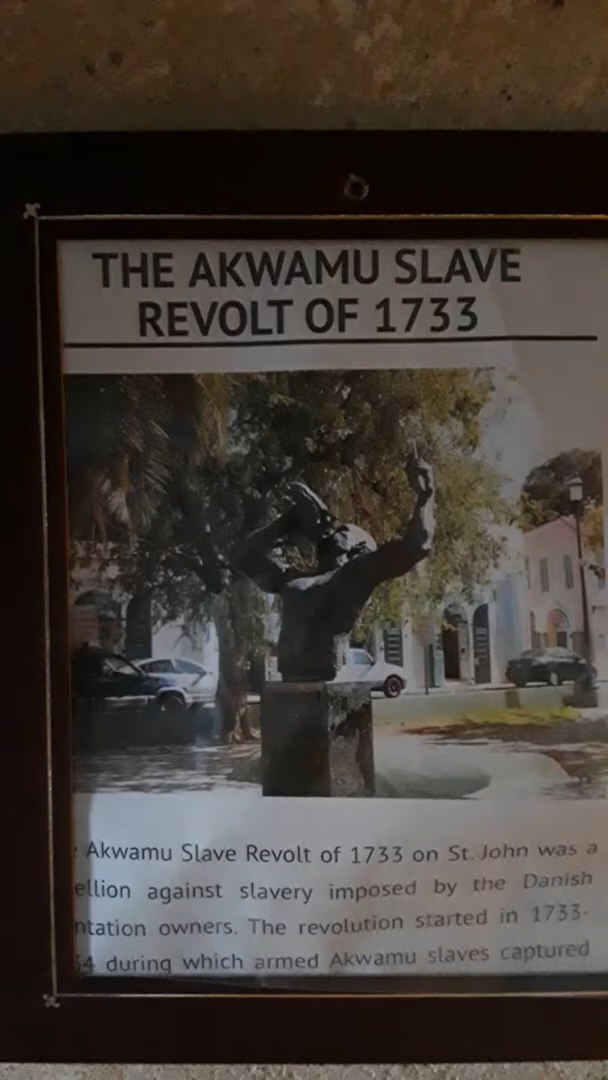 THE AKWAMU SLAVE
REVOLT OF 1733
Akwamu Slave Revolt of 1733 on St. John was a
ellion against slavery imposed by the Danish
ntation owners. The revolution started in 1733-
34 during which armed Akwamu slaves captured